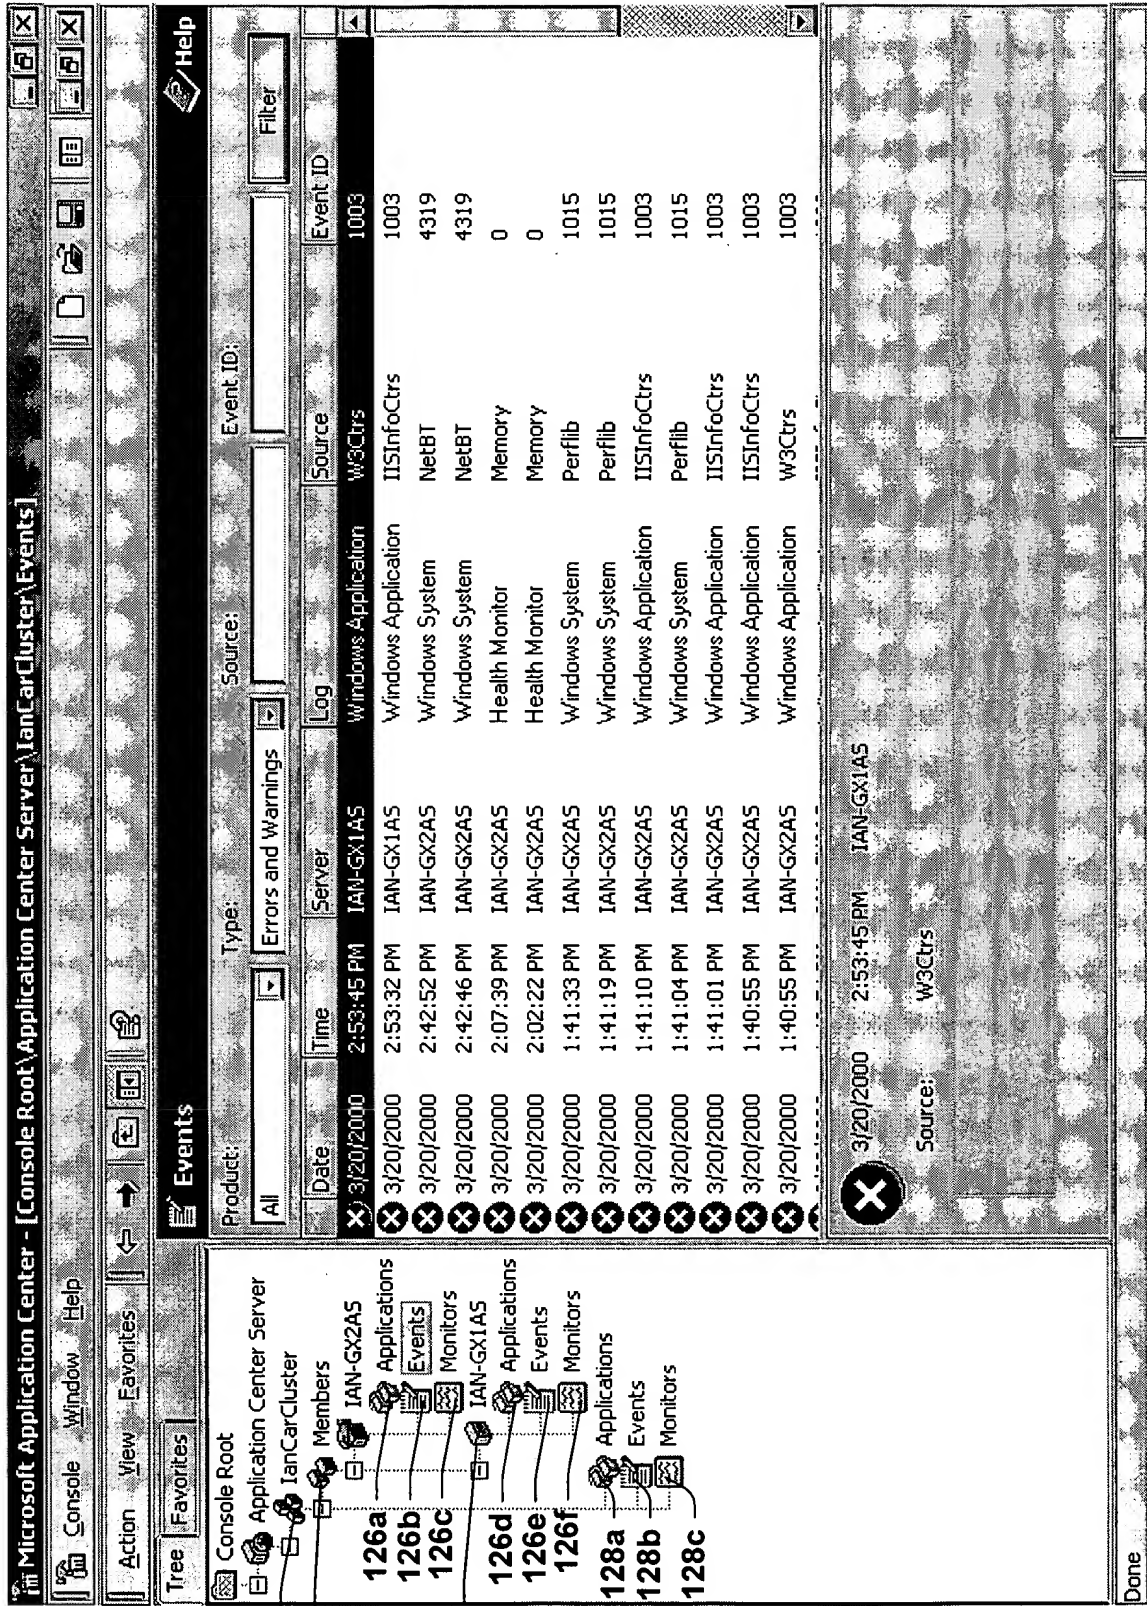 Microsoft Application Center - [Console Root\Application Center Server\IanCarCluster\Events]
Console Window Help
Action View Favorites
Tree Favorites
Console Root
Application Center Server
IanCarCluster
Members
IAN-GX2AS
126a Applications
126b Events
126c Monitors
IAN-GX1AS
126d Applications
126e Events
126f Monitors
128a Applications
128b Events
128c Monitors
Events Help
Product: Type: Source: Event ID:
All Errors and Warnings Filter
Date Time Server Log Source Event ID
3/20/2000 2:53:45 PM IAN-GX1AS Windows Application W3Ctrs 1003
3/20/2000 2:53:32 PM IAN-GX1AS Windows Application IISInfoCtrs 1003
3/20/2000 2:42:52 PM IAN-GX2AS Windows System NetBT 4319
3/20/2000 2:42:46 PM IAN-GX2AS Windows System NetBT 4319
3/20/2000 2:07:39 PM IAN-GX2AS Health Monitor Memory 0
3/20/2000 2:02:22 PM IAN-GX2AS Health Monitor Memory 0
3/20/2000 1:41:33 PM IAN-GX2AS Windows System Perflib 1015
3/20/2000 1:41:19 PM IAN-GX2AS Windows System Perflib 1015
3/20/2000 1:41:10 PM IAN-GX2AS Windows Application IISInfoCtrs 1003
3/20/2000 1:41:04 PM IAN-GX2AS Windows System Perflib 1015
3/20/2000 1:41:01 PM IAN-GX2AS Windows Application IISInfoCtrs 1003
3/20/2000 1:40:55 PM IAN-GX2AS Windows Application IISInfoCtrs 1003
3/20/2000 1:40:55 PM IAN-GX2AS Windows Application W3Ctrs 1003
3/20/2000 2:53:45 PM IAN-GX1AS
Source: W3Ctrs
Done